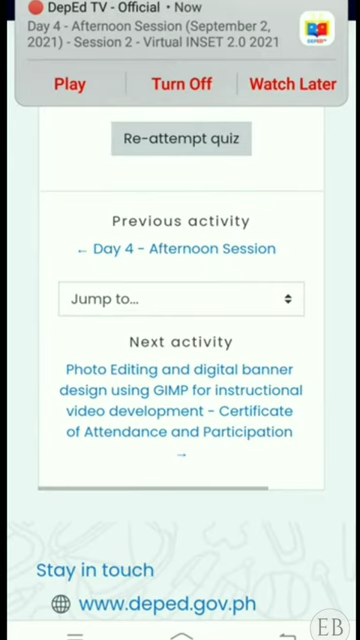 DepEd TV - Official • Now
Day 4 - Afternoon Session (September 2,
2021) - Session 2 - Virtual INSET 2.0 2021
DEPED
Play
Turn Off
Watch Later
Re-attempt quiz
Previous activity
← Day 4 - Afternoon Session
Jump to...
Next activity
Photo Editing and digital banner
design using GIMP for instructional
video development - Certificate
of Attendance and Participation
→
Stay in touch
www.deped.gov.ph
EB